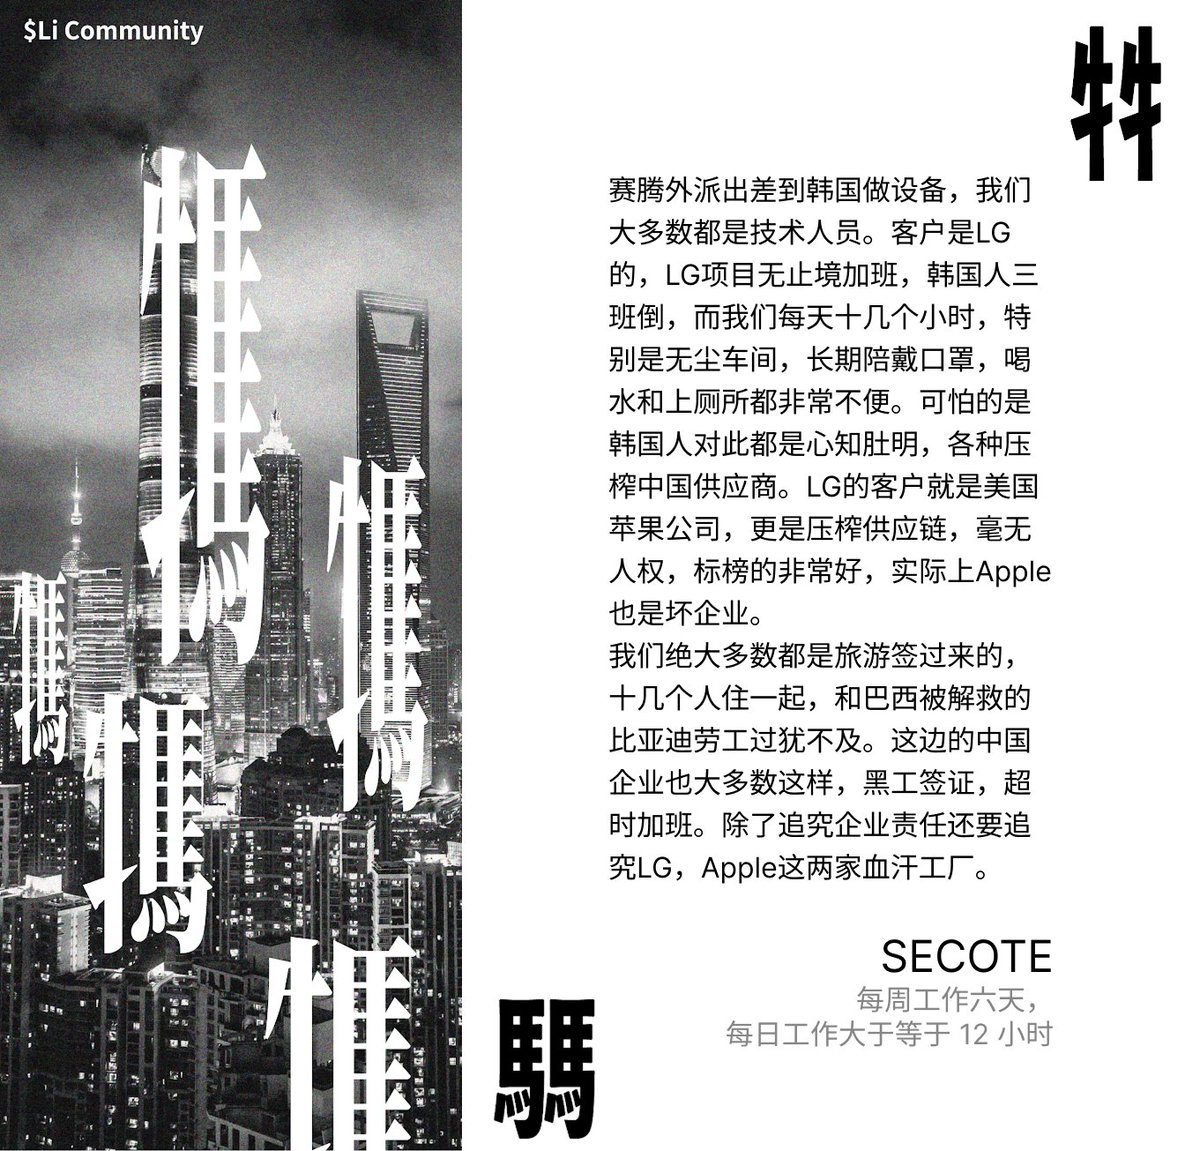 $Li Community
赛腾外派出差到韩国做设备，我们
大多数都是技术人员。客户是LG
的，LG项目无止境加班，韩国人三
班倒，而我们每天十几个小时，特
别是无尘车间，长期陪戴口罩，喝
水和上厕所都非常不便。可怕的是
韩国人对此都是心知肚明，各种压
榨中国供应商。LG的客户就是美国
苹果公司，更是压榨供应链，毫无
人权，标榜的非常好，实际上Apple
也是坏企业。
我们绝大多数都是旅游签过来的，
十几个人住一起，和巴西被解救的
比亚迪劳工过犹不及。这边的中国
企业也大多数这样，黑工签证，超
时加班。除了追究企业责任还要追
究LG，Apple这两家血汗工厂。
SECOTE
每周工作六天，
每日工作大于等于 12 小时